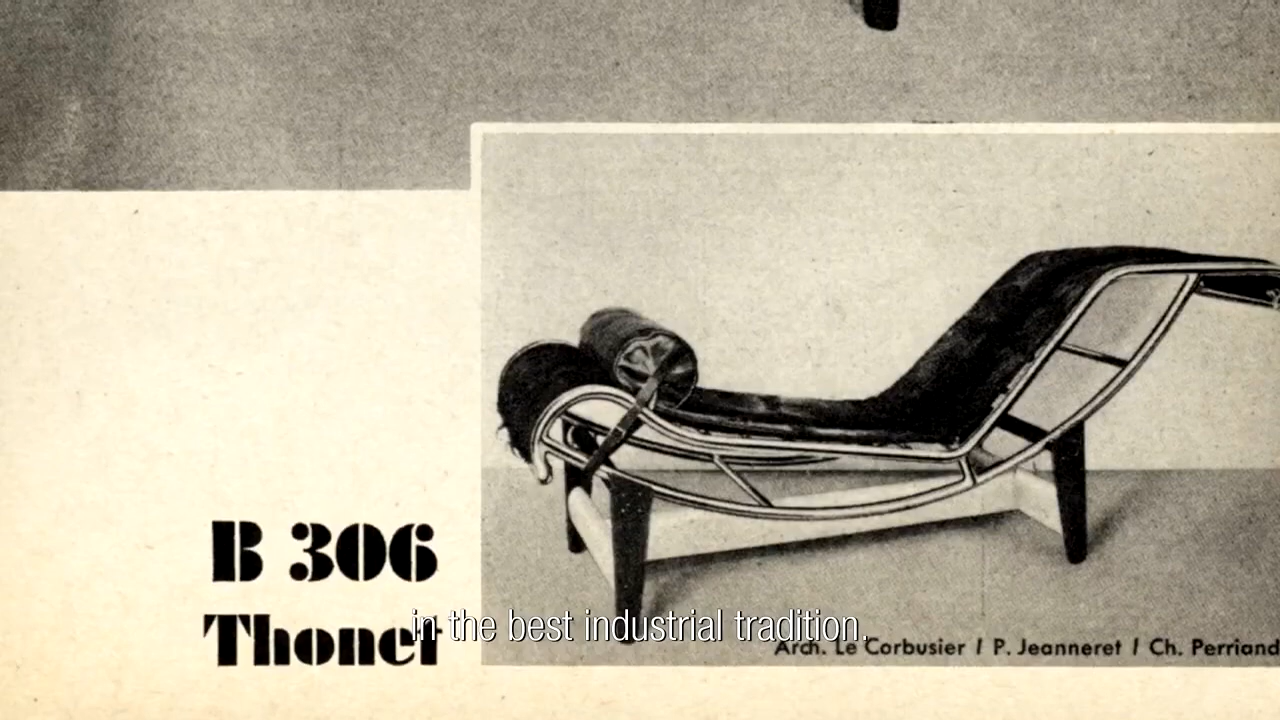 B 306
Thonet
in the best industrial tradition.
Arch. Le Corbusier / P. Jeanneret / Ch. Perriand